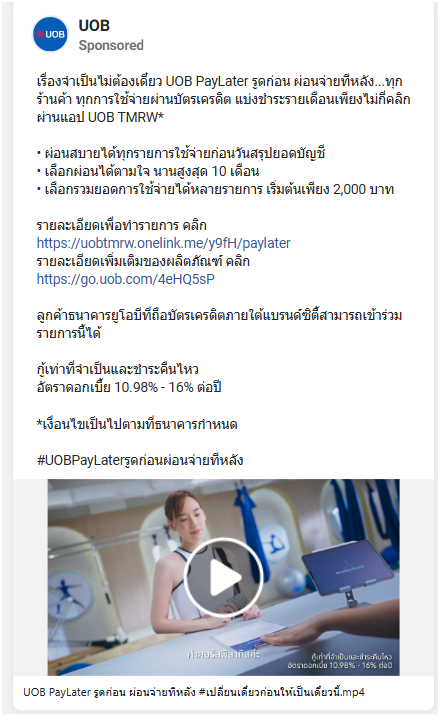 UOB
UOB
Sponsored
เรื่องจำเป็นไม่ต้องเดี๋ยว UOB PayLater รูดก่อน ผ่อนจ่ายทีหลัง...ทุก
ร้านค้า ทุกการใช้จ่ายผ่านบัตรเครดิต แบ่งชำระรายเดือนเพียงไม่กี่คลิก
ผ่านแอป UOB TMRW*
• ผ่อนสบายได้ทุกรายการใช้จ่ายก่อนวันสรุปยอดบัญชี
• เลือกผ่อนได้ตามใจ นานสูงสุด 10 เดือน
• เลือกรวมยอดการใช้จ่ายได้หลายรายการ เริ่มต้นเพียง 2,000 บาท
รายละเอียดเพื่อทำรายการ คลิก
https://uobtmrw.onelink.me/y9fH/paylater
รายละเอียดเพิ่มเติมของผลิตภัณฑ์ คลิก
https://go.uob.com/4eHQ5sP
ลูกค้าธนาคารยูโอบีที่ถือบัตรเครดิตภายใต้แบรนด์ซิตี้สามารถเข้าร่วม
รายการนี้ได้
กู้เท่าที่จำเป็นและชำระคืนไหว
อัตราดอกเบี้ย 10.98% - 16% ต่อปี
*เงื่อนไขเป็นไปตามที่ธนาคารกำหนด
#UOBPayLaterรูดก่อนผ่อนจ่ายทีหลัง
ค่าคอร์สพิลาทิสค่ะ
กู้เท่าที่จำเป็นและชำระคืนไหว
อัตราดอกเบี้ย 10.98% - 16% ต่อปี
UOB PayLater รูดก่อน ผ่อนจ่ายทีหลัง #เปลี่ยนเดี๋ยวก่อนให้เป็นเดี๋ยวนี้.mp4